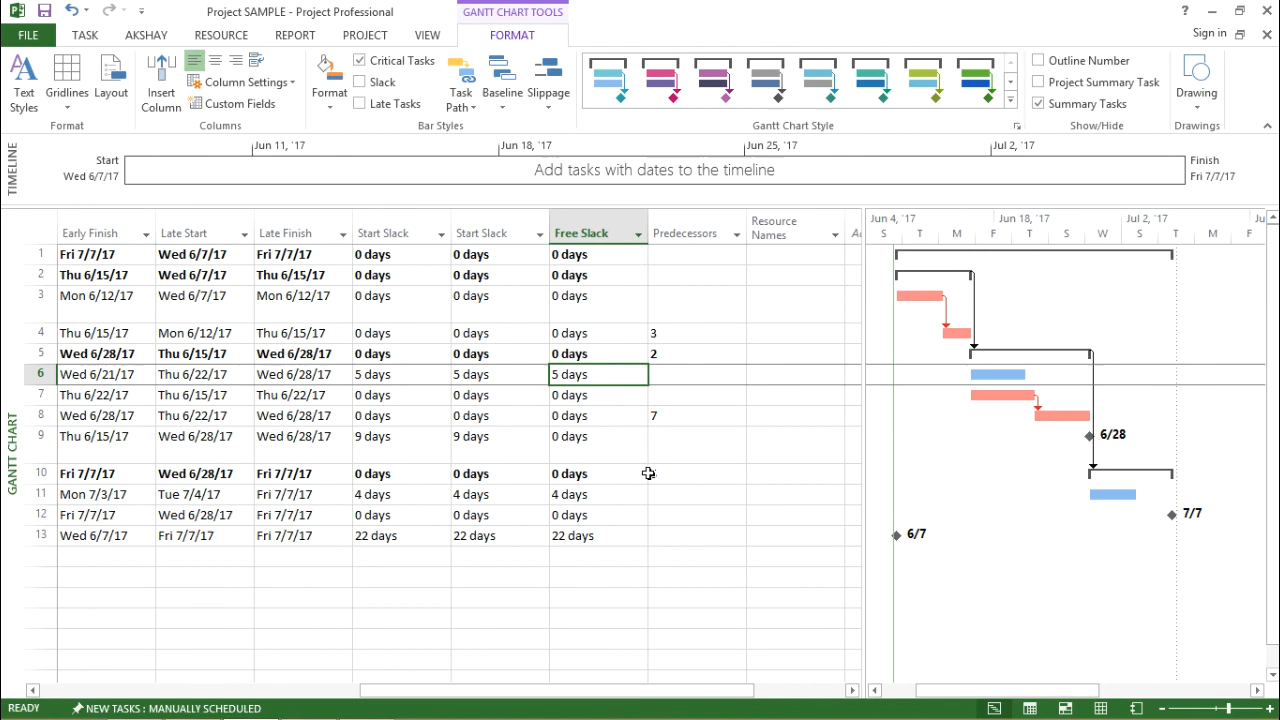 Project SAMPLE - Project Professional
GANTT CHART TOOLS
?
FILE TASK AKSHAY RESOURCE REPORT PROJECT VIEW FORMAT Sign in
Text Styles
Gridlines
Layout
Format
Insert Column
Column Settings
Custom Fields
Columns
Format
Critical Tasks
Slack
Late Tasks
Task Path
Baseline
Slippage
Bar Styles
Gantt Chart Style
Outline Number
Project Summary Task
Summary Tasks
Show/Hide
Drawing
Drawings
TIMELINE
Jun 11, '17 Jun 18, '17 Jun 25, '17 Jul 2, '17
Start
Wed 6/7/17
Add tasks with dates to the timeline
Finish
Fri 7/7/17
GANTT CHART
Early Finish Late Start Late Finish Start Slack Start Slack Free Slack Predecessors Resource Names
Jun 4, '17 Jun 18, '17 Jul 2, '17
S T M F T S W S T M F
1 Fri 7/7/17 Wed 6/7/17 Fri 7/7/17 0 days 0 days 0 days
2 Thu 6/15/17 Wed 6/7/17 Thu 6/15/17 0 days 0 days 0 days
3 Mon 6/12/17 Wed 6/7/17 Mon 6/12/17 0 days 0 days 0 days
4 Thu 6/15/17 Mon 6/12/17 Thu 6/15/17 0 days 0 days 0 days 3
5 Wed 6/28/17 Thu 6/15/17 Wed 6/28/17 0 days 0 days 0 days 2
6 Wed 6/21/17 Thu 6/22/17 Wed 6/28/17 5 days 5 days 5 days
7 Thu 6/22/17 Thu 6/15/17 Thu 6/22/17 0 days 0 days 0 days
8 Wed 6/28/17 Thu 6/22/17 Wed 6/28/17 0 days 0 days 0 days 7
9 Thu 6/15/17 Wed 6/28/17 Wed 6/28/17 9 days 9 days 0 days 6/28
10 Fri 7/7/17 Wed 6/28/17 Fri 7/7/17 0 days 0 days 0 days
11 Mon 7/3/17 Tue 7/4/17 Fri 7/7/17 4 days 4 days 4 days
12 Fri 7/7/17 Wed 6/28/17 Fri 7/7/17 0 days 0 days 0 days 7/7
13 Wed 6/7/17 Fri 7/7/17 Fri 7/7/17 22 days 22 days 22 days 6/7
READY NEW TASKS : MANUALLY SCHEDULED